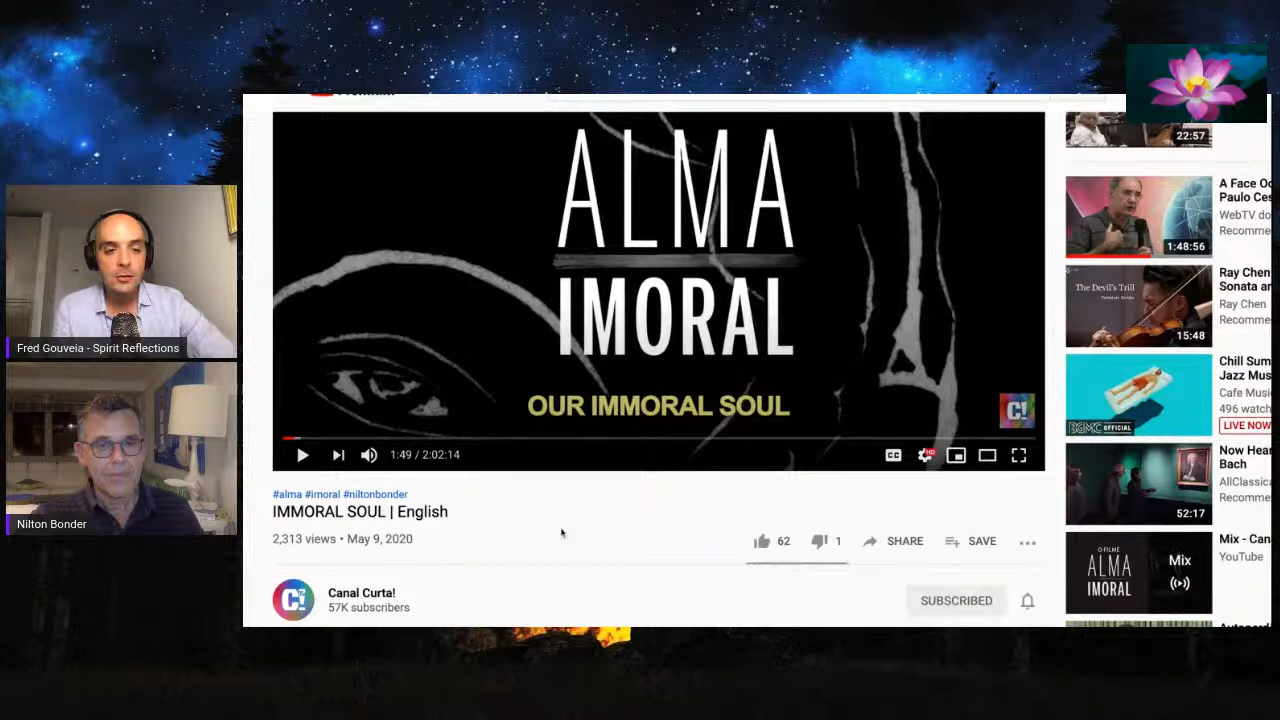 ALMA
IMORAL
OUR IMMORAL SOUL
C!
1:49 / 2:02:14
CC
HD
#alma #imoral #niltonbonder
IMMORAL SOUL | English
2,313 views • May 9, 2020
62
1
SHARE
SAVE
C!
Canal Curta!
57K subscribers
SUBSCRIBED
Fred Gouveia - Spirit Reflections
Nilton Bonder
22:57
1:48:56
A Face Oc
Paulo Ces
WebTV do
Recomme
The Devil's Trill
15:48
Ray Chen
Sonata an
Ray Chen
Recomme
BGMC OFFICIAL
Chill Sum
Jazz Mus
Cafe Music
496 watch
LIVE NOW
52:17
Now Hear
Bach
AllClassica
Recomme
O FILME
ALMA
IMORAL
Mix
Mix - Can
YouTube